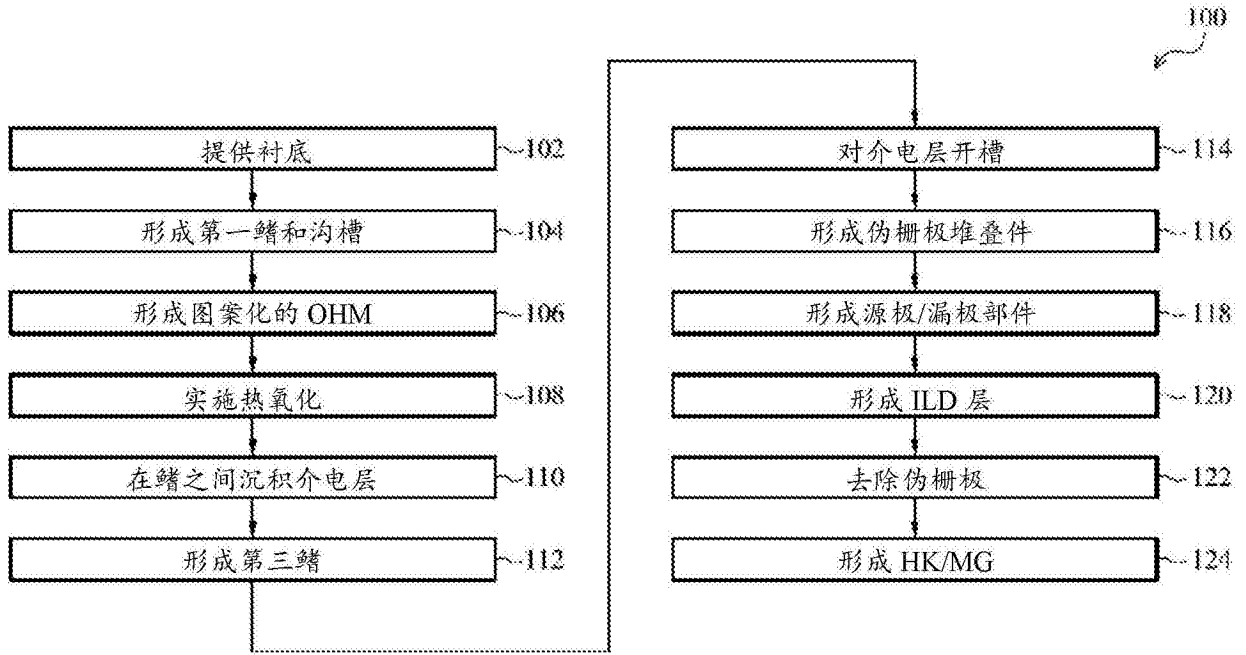 100
提供衬底 102
形成第一鳍和沟槽 104
形成图案化的 OHM 106
实施热氧化 108
在鳍之间沉积介电层 110
形成第三鳍 112
对介电层开槽 114
形成伪栅极堆叠件 116
形成源极/漏极部件 118
形成 ILD 层 120
去除伪栅极 122
形成 HK/MG 124